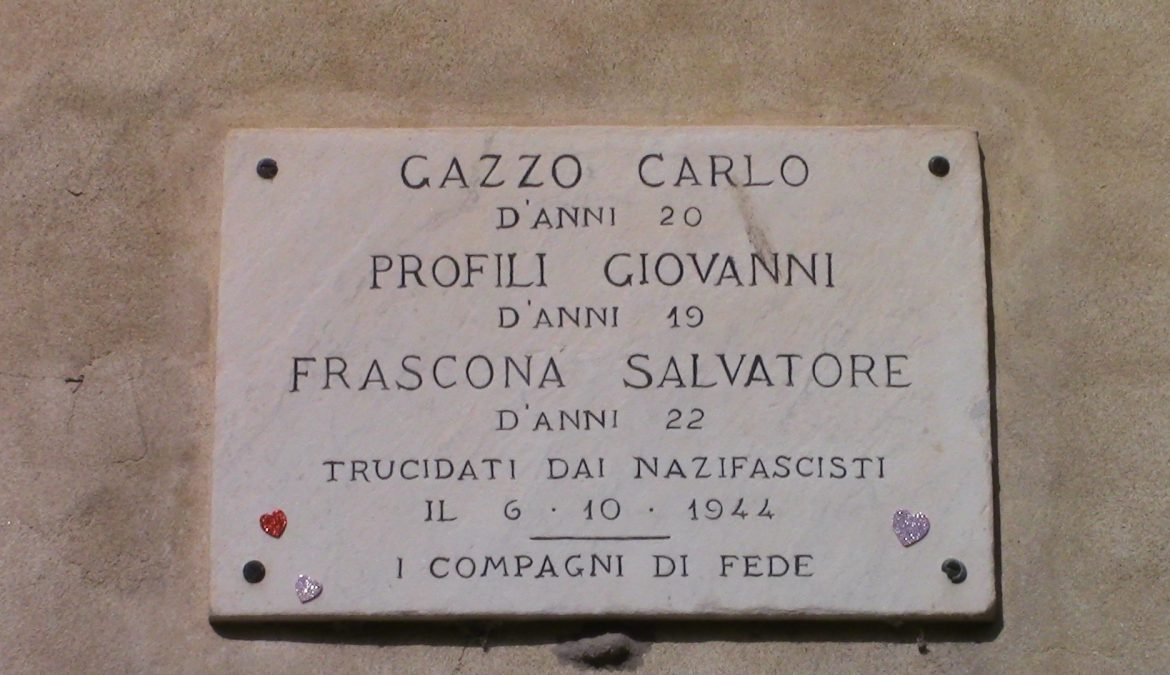 GAZZO CARLO
D'ANNI 20
PROFILI GIOVANNI
D'ANNI 19
FRASCONA SALVATORE
D'ANNI 22
TRUCIDATI DAI NAZIFASCISTI
IL 6 · 10 · 1944
I COMPAGNI DI FEDE